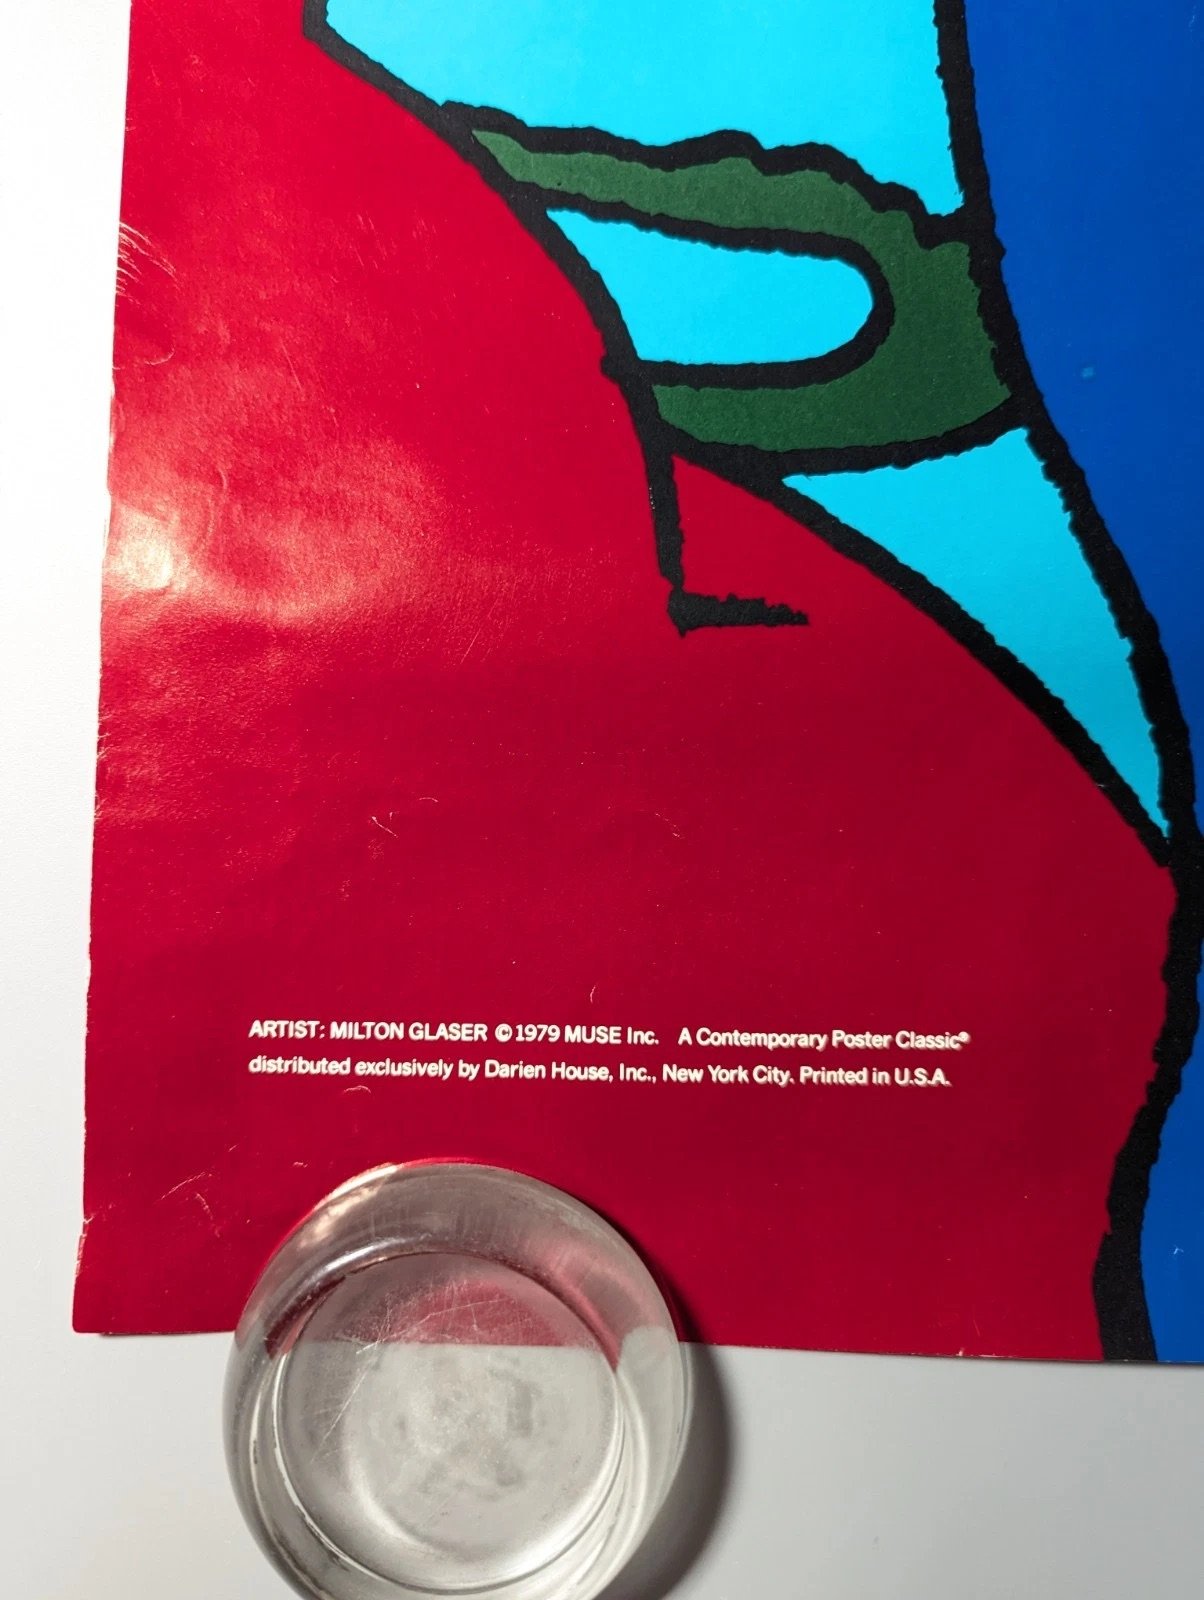 ARTIST: MILTON GLASER © 1979 MUSE Inc. A Contemporary Poster Classic®
distributed exclusively by Darien House, Inc., New York City. Printed in U.S.A.